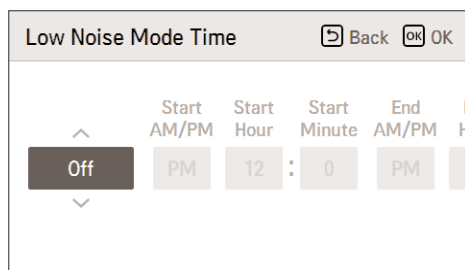 Low Noise Mode Time Back OK OK
Start Start Start End
AM/PM Hour Minute AM/PM
Off PM 12 : 0 PM